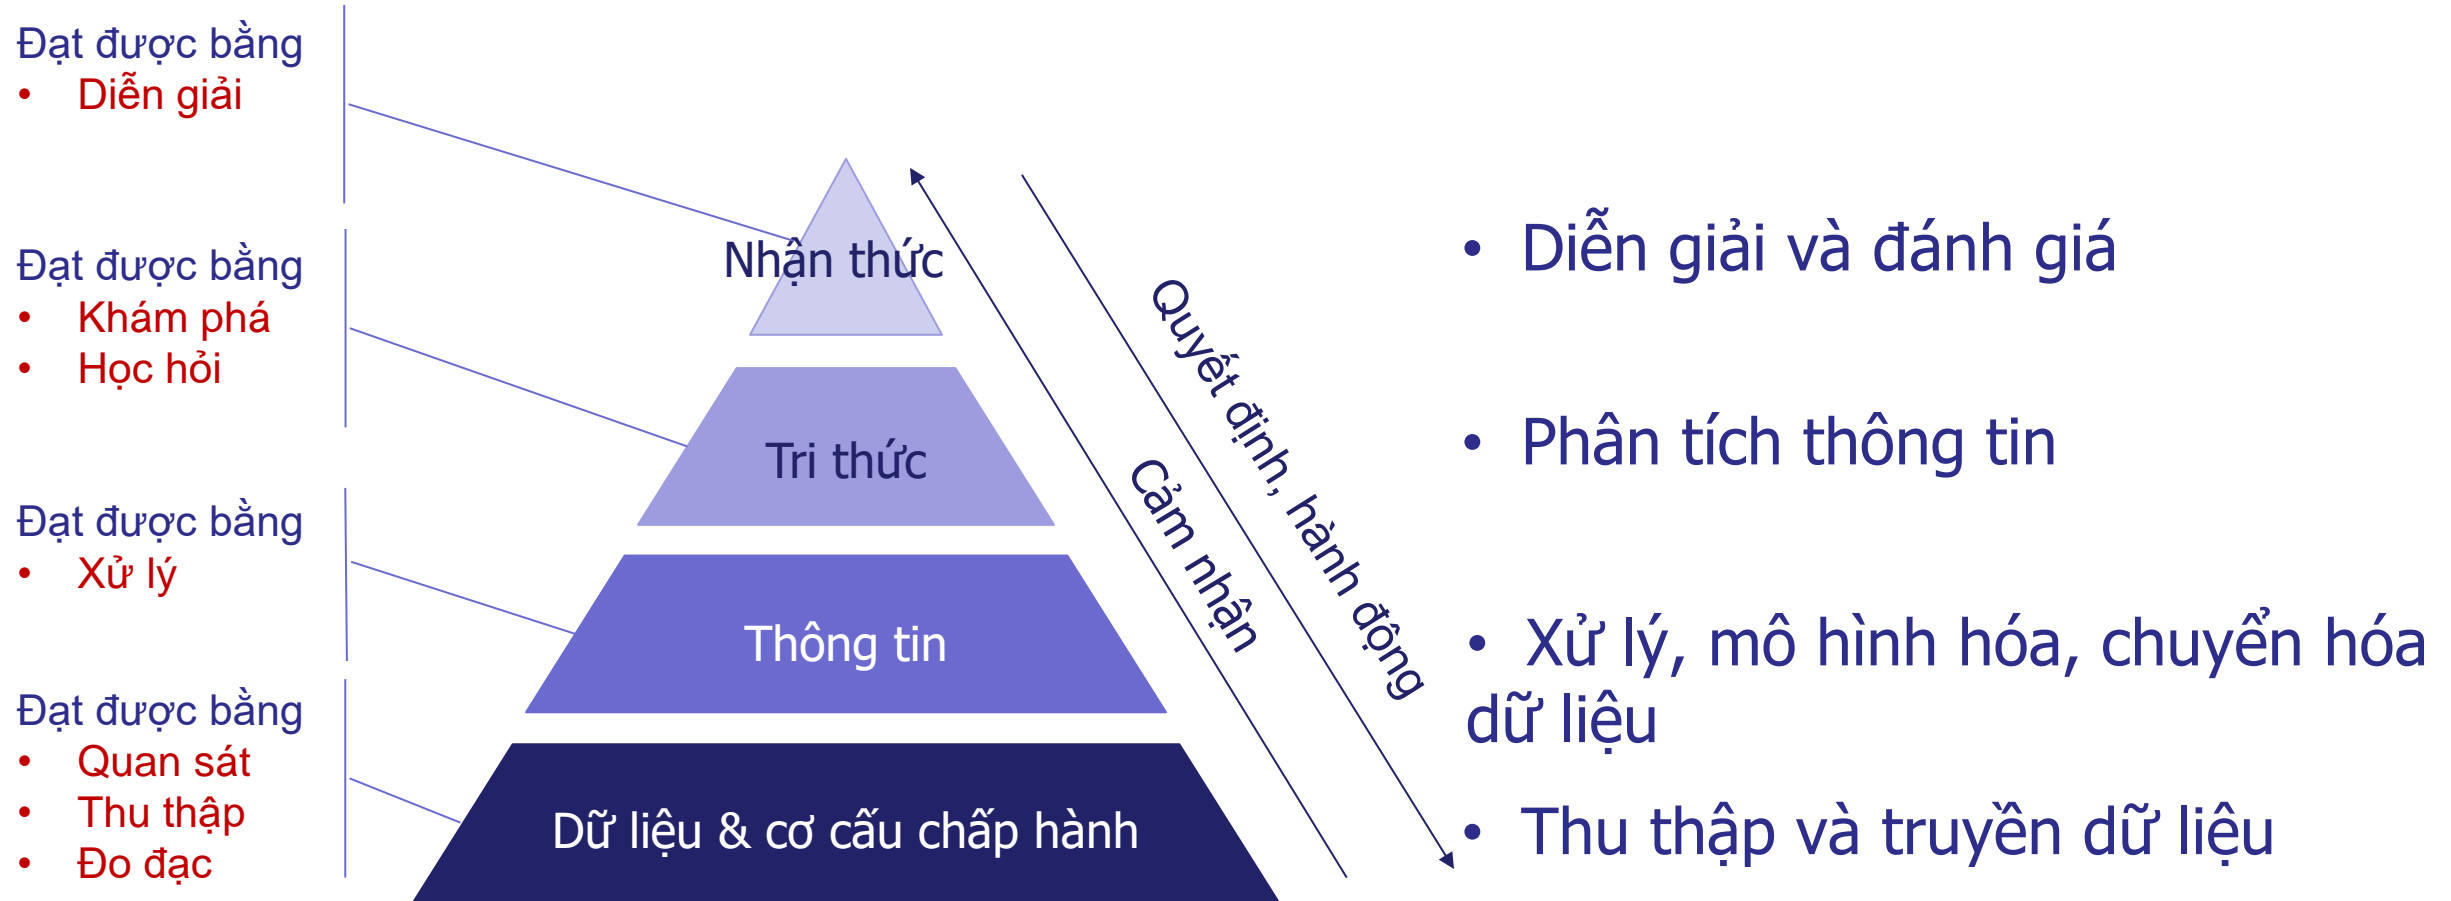 Đạt được bằng
• Diễn giải
Đạt được bằng
• Khám phá
• Học hỏi
Đạt được bằng
• Xử lý
Đạt được bằng
• Quan sát
• Thu thập
• Đo đạc
Nhận thức
Tri thức
Thông tin
Dữ liệu & cơ cấu chấp hành
Cảm nhận
Quyết định, hành động
• Diễn giải và đánh giá
• Phân tích thông tin
• Xử lý, mô hình hóa, chuyển hóa
dữ liệu
• Thu thập và truyền dữ liệu